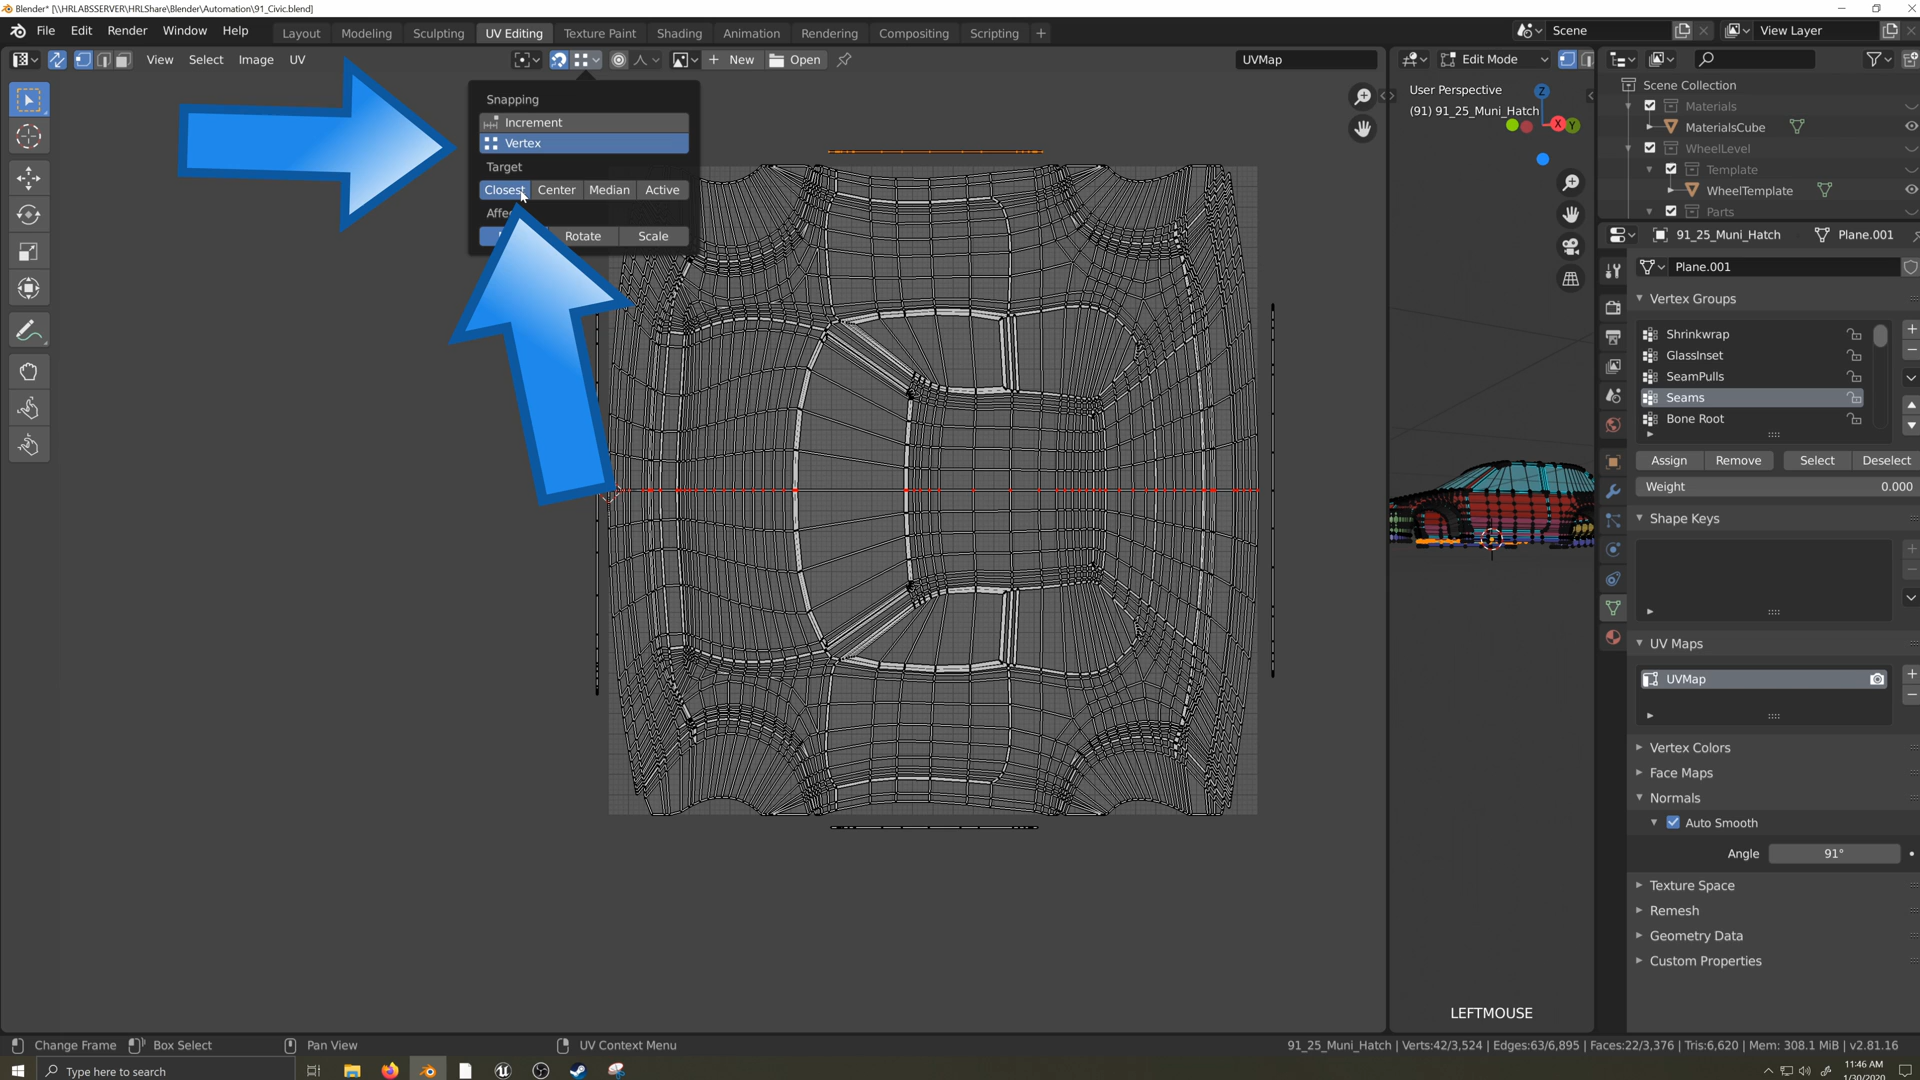 Blender* [\\HRLABSSERVER\HRLShare\Blender\Automation\91_Civic.blend]
File Edit Render Window Help
Layout Modeling Sculpting UV Editing Texture Paint Shading Animation Rendering Compositing Scripting +
Scene
View Layer
View Select Image UV
New
Open
UVMap
Edit Mode
Snapping
Increment
Vertex
Target
Closest Center Median Active
Rotate Scale
User Perspective
(91) 91_25_Muni_Hatch
Z
X
Y
Scene Collection
Materials
MaterialsCube
WheelLevel
Template
WheelTemplate
Parts
91_25_Muni_Hatch
Plane.001
Plane.001
Vertex Groups
Shrinkwrap
GlassInset
SeamPulls
Seams
Bone Root
Assign Remove Select Deselect
Weight 0.000
Shape Keys
UV Maps
UVMap
Vertex Colors
Face Maps
Normals
Auto Smooth
Angle 91°
Texture Space
Remesh
Geometry Data
Custom Properties
LEFTMOUSE
Change Frame Box Select Pan View UV Context Menu
91_25_Muni_Hatch | Verts:42/3,524 | Edges:63/6,895 | Faces:22/3,376 | Tris:6,620 | Mem: 308.1 MiB | v2.81.16
Type here to search
11:46 AM
1/30/2020